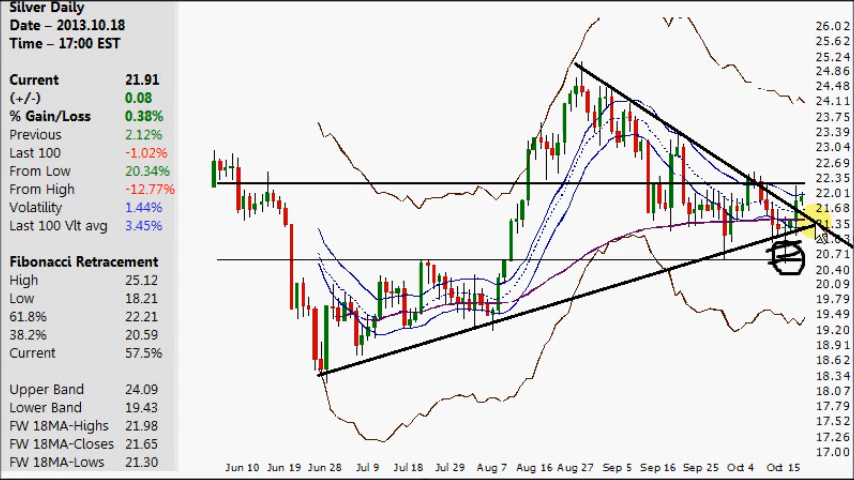 Silver Daily
Date – 2013.10.18
Time – 17:00 EST
Current 21.91
(+/-) 0.08
% Gain/Loss 0.38%
Previous 2.12%
Last 100 -1.02%
From Low 20.34%
From High -12.77%
Volatility 1.44%
Last 100 Vlt avg 3.45%
Fibonacci Retracement
High 25.12
Low 18.21
61.8% 22.21
38.2% 20.59
Current 57.5%
Upper Band 24.09
Lower Band 19.43
FW 18MA-Highs 21.98
FW 18MA-Closes 21.65
FW 18MA-Lows 21.30
26.02
25.62
25.24
24.86
24.48
24.11
23.75
23.39
23.04
22.69
22.35
22.01
21.68
21.35
20.71
20.40
20.09
19.79
19.49
19.20
18.91
18.62
18.34
18.07
17.79
17.52
17.26
17.00
Jun 10 Jun 19 Jun 28 Jul 9 Jul 18 Jul 29 Aug 7 Aug 16 Aug 27 Sep 5 Sep 16 Sep 25 Oct 4 Oct 15